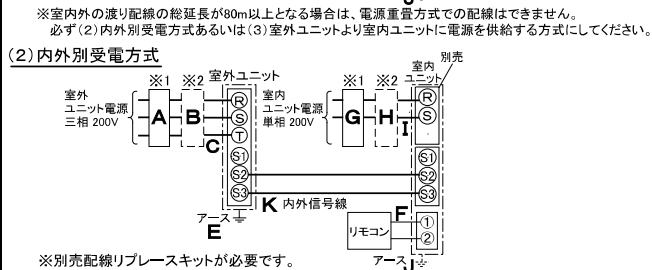 ※室内外の渡り配線の総延長が80m以上となる場合は、電源重畳方式での配線はできません。
必ず(2)内外別受電方式あるいは(3)室外ユニットより室内ユニットに電源を供給する方式にしてください。
(2)内外別受電方式
※1 ※2 室外ユニット
室外
ユニット電源
三相 200V
A
B
C
R
S
T
S1
S2
S3
アース
E
※1 ※2
室内
ユニット
別売
室内
ユニット電源
単相 200V
G
H
I
R
S
S1
S2
S3
K 内外信号線
リモコン
F
①
②
アース
J
※別売配線リプレースキットが必要です。